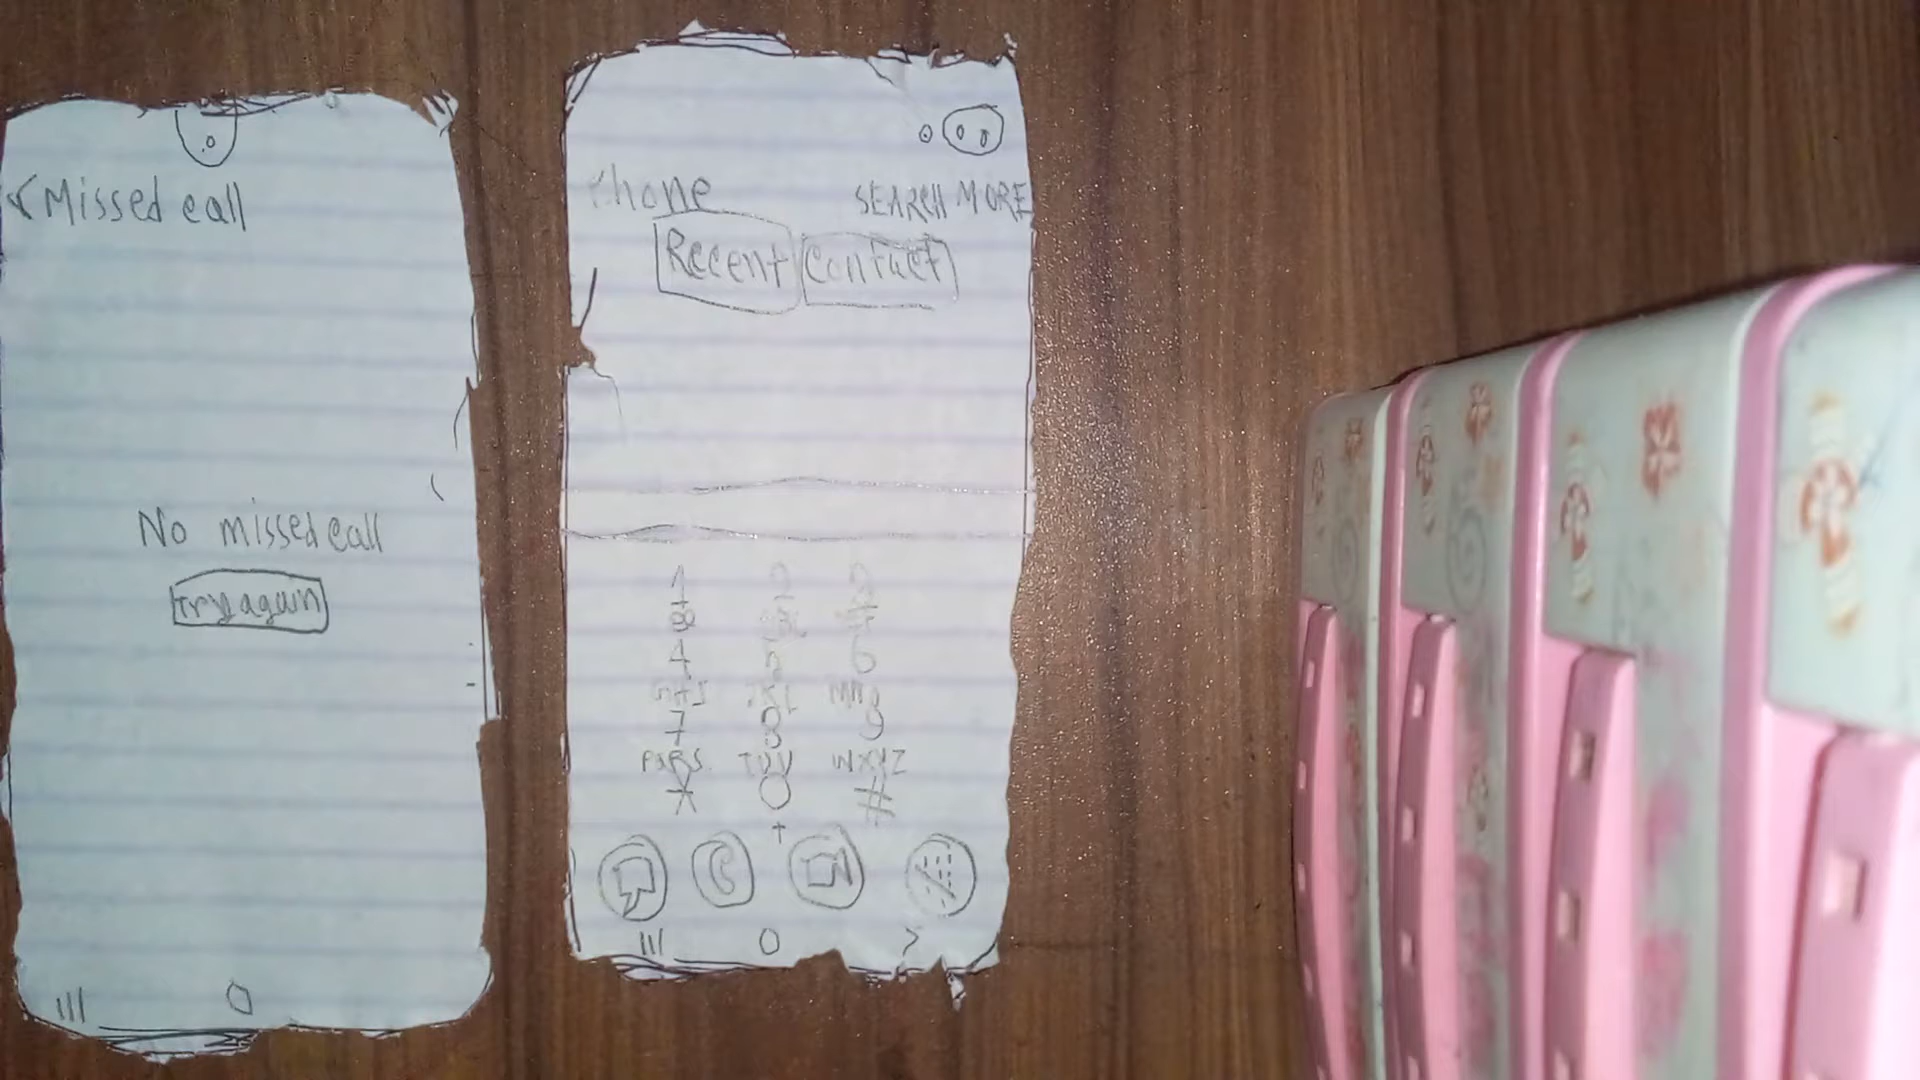 Missed call
No missed call
Try again
Phone
SEARCH MORE
Recent Contact
1 2 3
4 5 6
GHI JKL MNO
7 8 9
PQRS TUV WXYZ
* 0 #
+